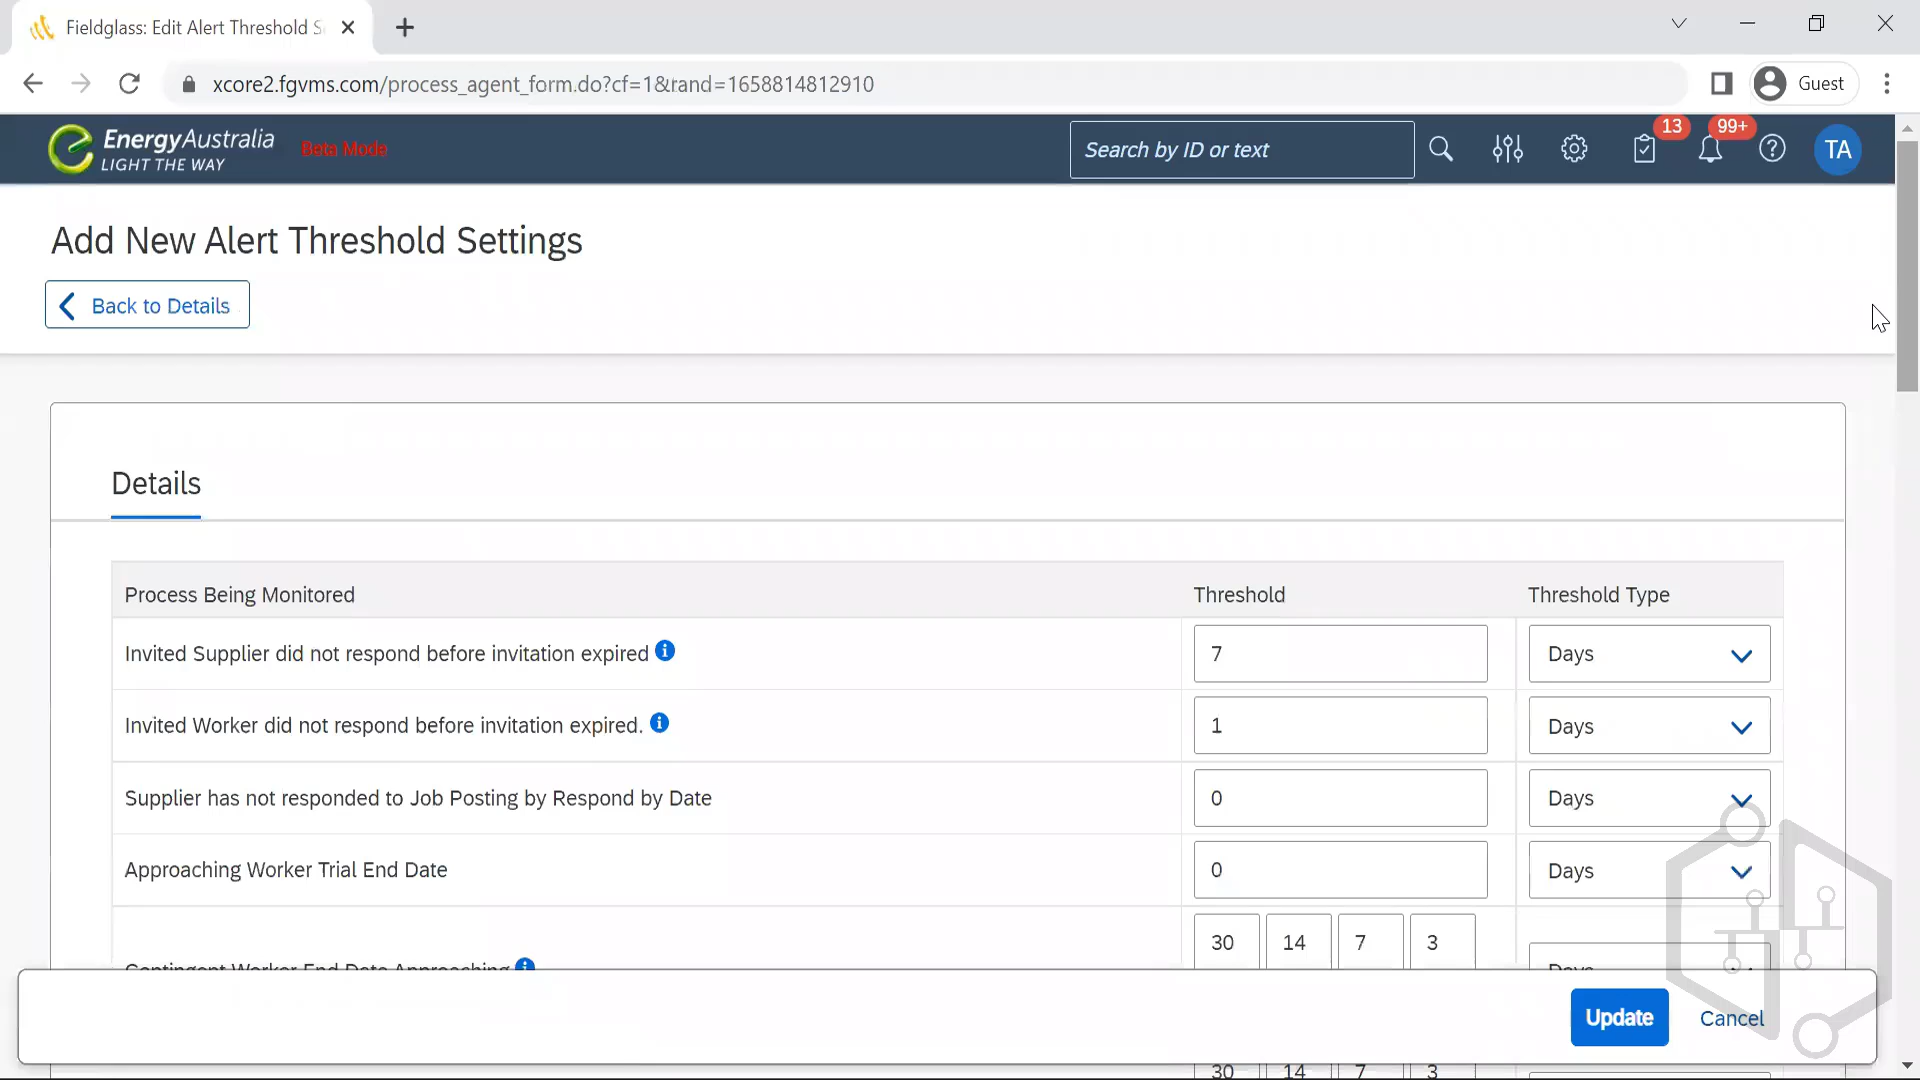 Fieldglass: Edit Alert Threshold S
xcore2.fgvms.com/process_agent_form.do?cf=1&rand=1658814812910
Guest
EnergyAustralia
LIGHT THE WAY
Beta Mode
Search by ID or text
13
99+
TA
Add New Alert Threshold Settings
Back to Details
Details
Process Being Monitored Threshold Threshold Type
Invited Supplier did not respond before invitation expired 7 Days
Invited Worker did not respond before invitation expired. 1 Days
Supplier has not responded to Job Posting by Respond by Date 0 Days
Approaching Worker Trial End Date 0 Days
30 14 7 3
Contingent Worker End Date Approaching Days
Update Cancel
30 14 7 3